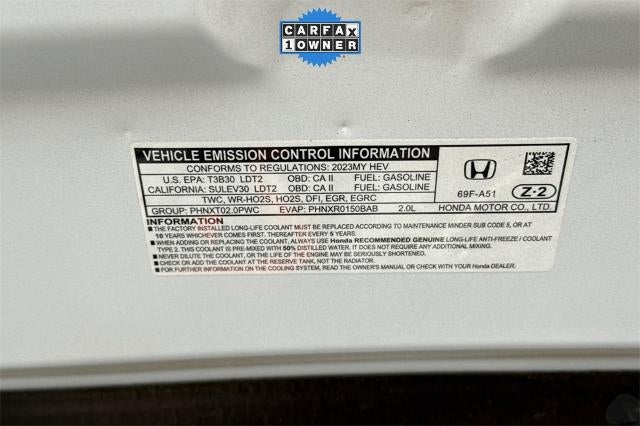 CARFAX
1 OWNER
VEHICLE EMISSION CONTROL INFORMATION
CONFORMS TO REGULATIONS: 2023MY HEV
U.S. EPA: T3B30 LDT2 OBD: CA II FUEL: GASOLINE
CALIFORNIA: SULEV30 LDT2 OBD: CA II FUEL: GASOLINE
TWC, WR-HO2S, HO2S, DFI, EGR, EGRC
GROUP: PHNXT02.0PWC EVAP: PHNXR0150BAB 2.0L
69F-A51
Z-2
HONDA MOTOR CO., LTD.
INFORMATION
■ THE FACTORY INSTALLED LONG-LIFE COOLANT MUST BE REPLACED ACCORDING TO MAINTENANCE MINDER SUB CODE 5, OR AT
10 YEARS WHICHEVER COMES FIRST. THEREAFTER EVERY 5 YEARS.
■ WHEN ADDING OR REPLACING THE COOLANT, ALWAYS USE Honda RECOMMENDED GENUINE LONG-LIFE ANTI-FREEZE / COOLANT
TYPE 2. THIS COOLANT IS PRE-MIXED WITH 50% DISTILLED WATER. IT DOES NOT REQUIRE ANY ADDITIONAL MIXING.
■ NEVER DILUTE THE COOLANT, OR THE LIFE OF THE ENGINE MAY BE SERIOUSLY SHORTENED.
■ CHECK OR ADD THE COOLANT AT THE RESERVE TANK, NOT THE RADIATOR.
■ FOR FURTHER INFORMATION ON THE COOLING SYSTEM, READ THE OWNER'S MANUAL OR CHECK WITH YOUR Honda DEALER.